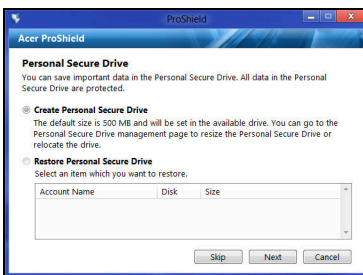 ProShield
Acer ProShield
Personal Secure Drive
You can save important data in the Personal Secure Drive. All data in the Personal
Secure Drive are protected.
Create Personal Secure Drive
The default size is 500 MB and will be set in the available drive. You can go to the
Personal Secure Drive management page to resize the Personal Secure Drive or
relocate the drive.
Restore Personal Secure Drive
Select an item which you want to restore.
Account Name Disk Size
Skip Next Cancel